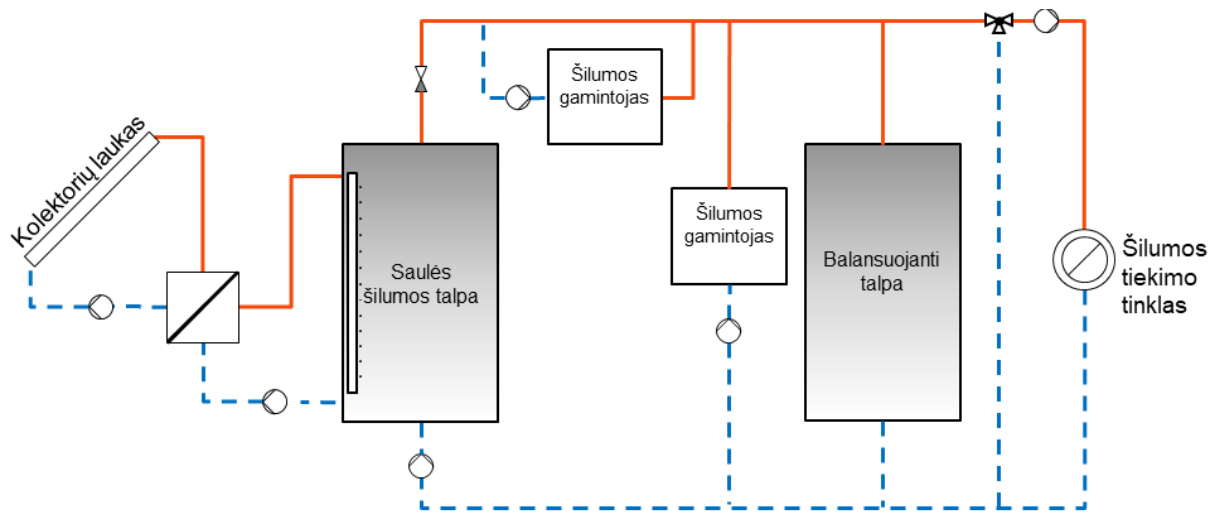 Kolektorių laukas
Šilumos
gamintojas
Saulės
šilumos talpa
Šilumos
gamintojas
Balansuojanti
talpa
Šilumos
tiekimo
tinklas